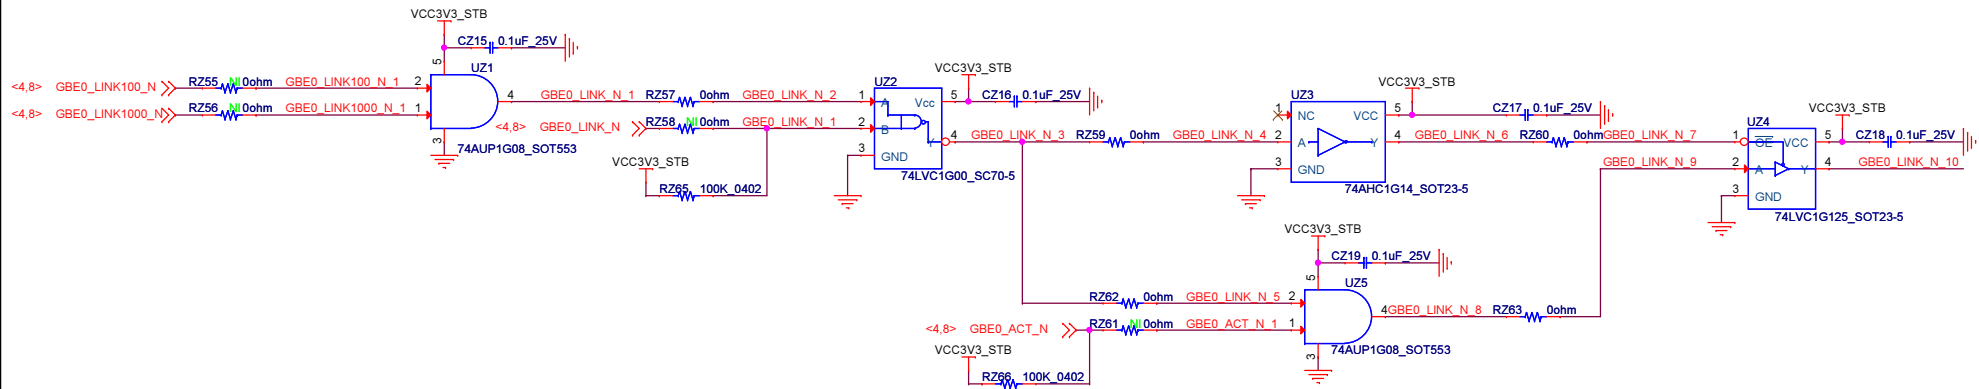 VCC3V3_STB
CZ15 0.1uF_25V
5
UZ1
<4,8> GBE0_LINK100_N RZ55 NI 0ohm GBE0_LINK100_N_1 2
<4,8> GBE0_LINK1000_N RZ56 NI 0ohm GBE0_LINK1000_N_1 1
4 GBE0_LINK_N_1 RZ57 0ohm GBE0_LINK_N_2 1
3
74AUP1G08_SOT553
<4,8> GBE0_LINK_N RZ58 NI 0ohm GBE0_LINK_N_1 2
VCC3V3_STB
RZ65 100K_0402
UZ2
A Vcc 5
B
Y 4
3 GND
74LVC1G00_SC70-5
VCC3V3_STB
CZ16 0.1uF_25V
GBE0_LINK_N_3 RZ59 0ohm GBE0_LINK_N_4
UZ3
1 NC VCC 5
2 A Y 4
3 GND
74AHC1G14_SOT23-5
VCC3V3_STB
CZ17 0.1uF_25V
GBE0_LINK_N_6 RZ60 0ohm GBE0_LINK_N_7
GBE0_LINK_N_9
VCC3V3_STB
UZ4
1 OE VCC 5
CZ18 0.1uF_25V
2 A Y 4
GBE0_LINK_N_10
3 GND
74LVC1G125_SOT23-5
VCC3V3_STB
CZ19 0.1uF_25V
5
UZ5
RZ62 0ohm GBE0_LINK_N_5 2
4 GBE0_LINK_N_8 RZ63 0ohm
<4,8> GBE0_ACT_N RZ61 NI 0ohm GBE0_ACT_N_1 1
3
74AUP1G08_SOT553
VCC3V3_STB
RZ66 100K_0402